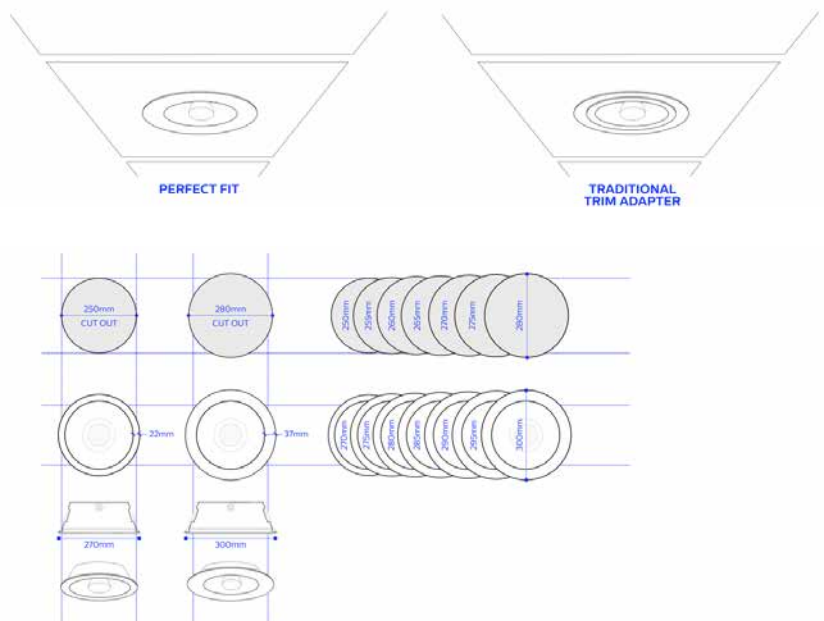 PERFECT FIT
TRADITIONAL
TRIM ADAPTER
250mm
CUT OUT
280mm
CUT OUT
250mm
255mm
260mm
265mm
270mm
275mm
280mm
22mm
37mm
270mm
275mm
280mm
285mm
290mm
295mm
300mm
270mm
300mm